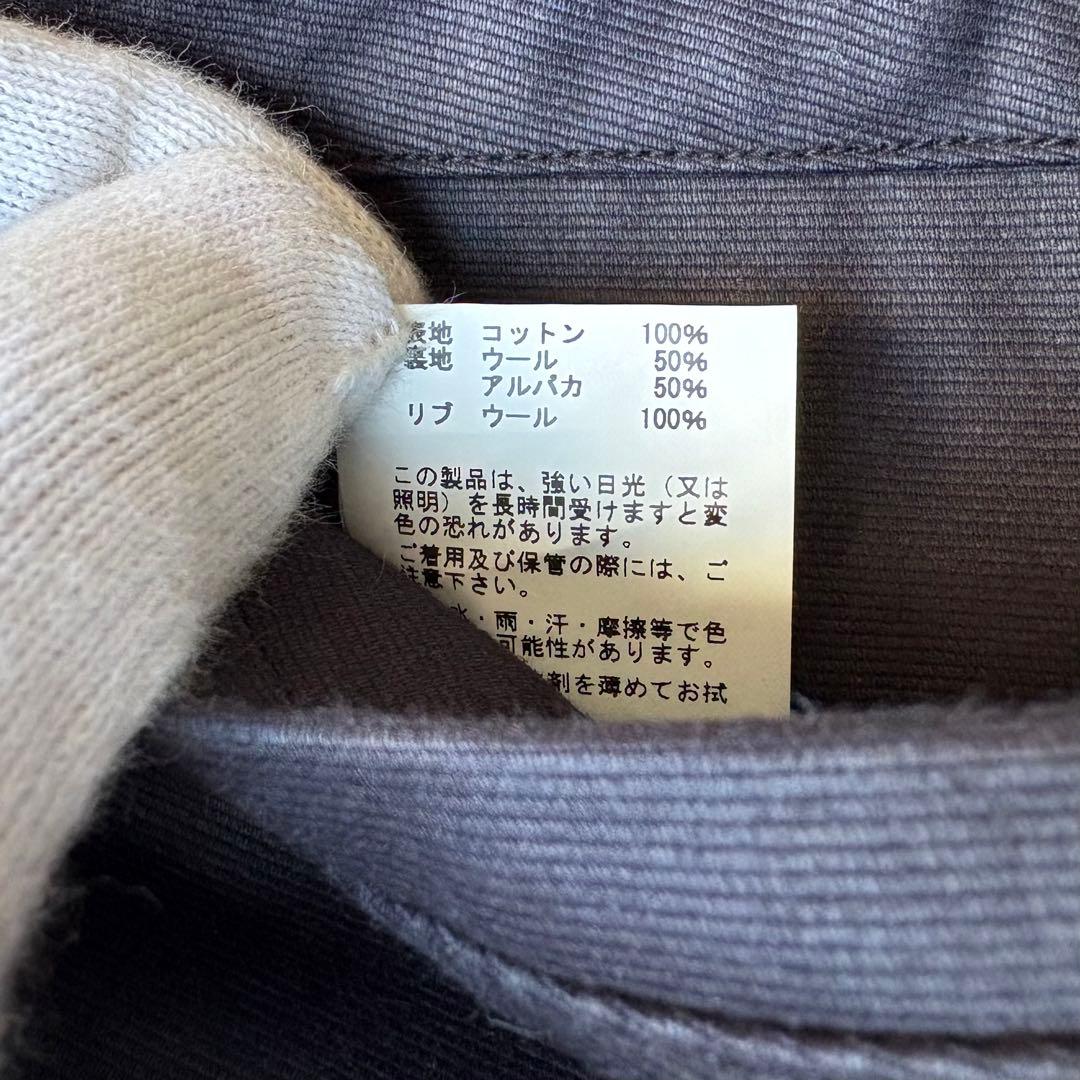 表地 コットン 100%
裏地 ウール 50%
アルパカ 50%
リブ ウール 100%
この製品は、強い日光（又は
照明）を長時間受けますと変
色の恐れがあります。
ご着用及び保管の際には、ご
注意下さい。
水・雨・汗・摩擦等で色
可能性があります。
剤を薄めてお拭